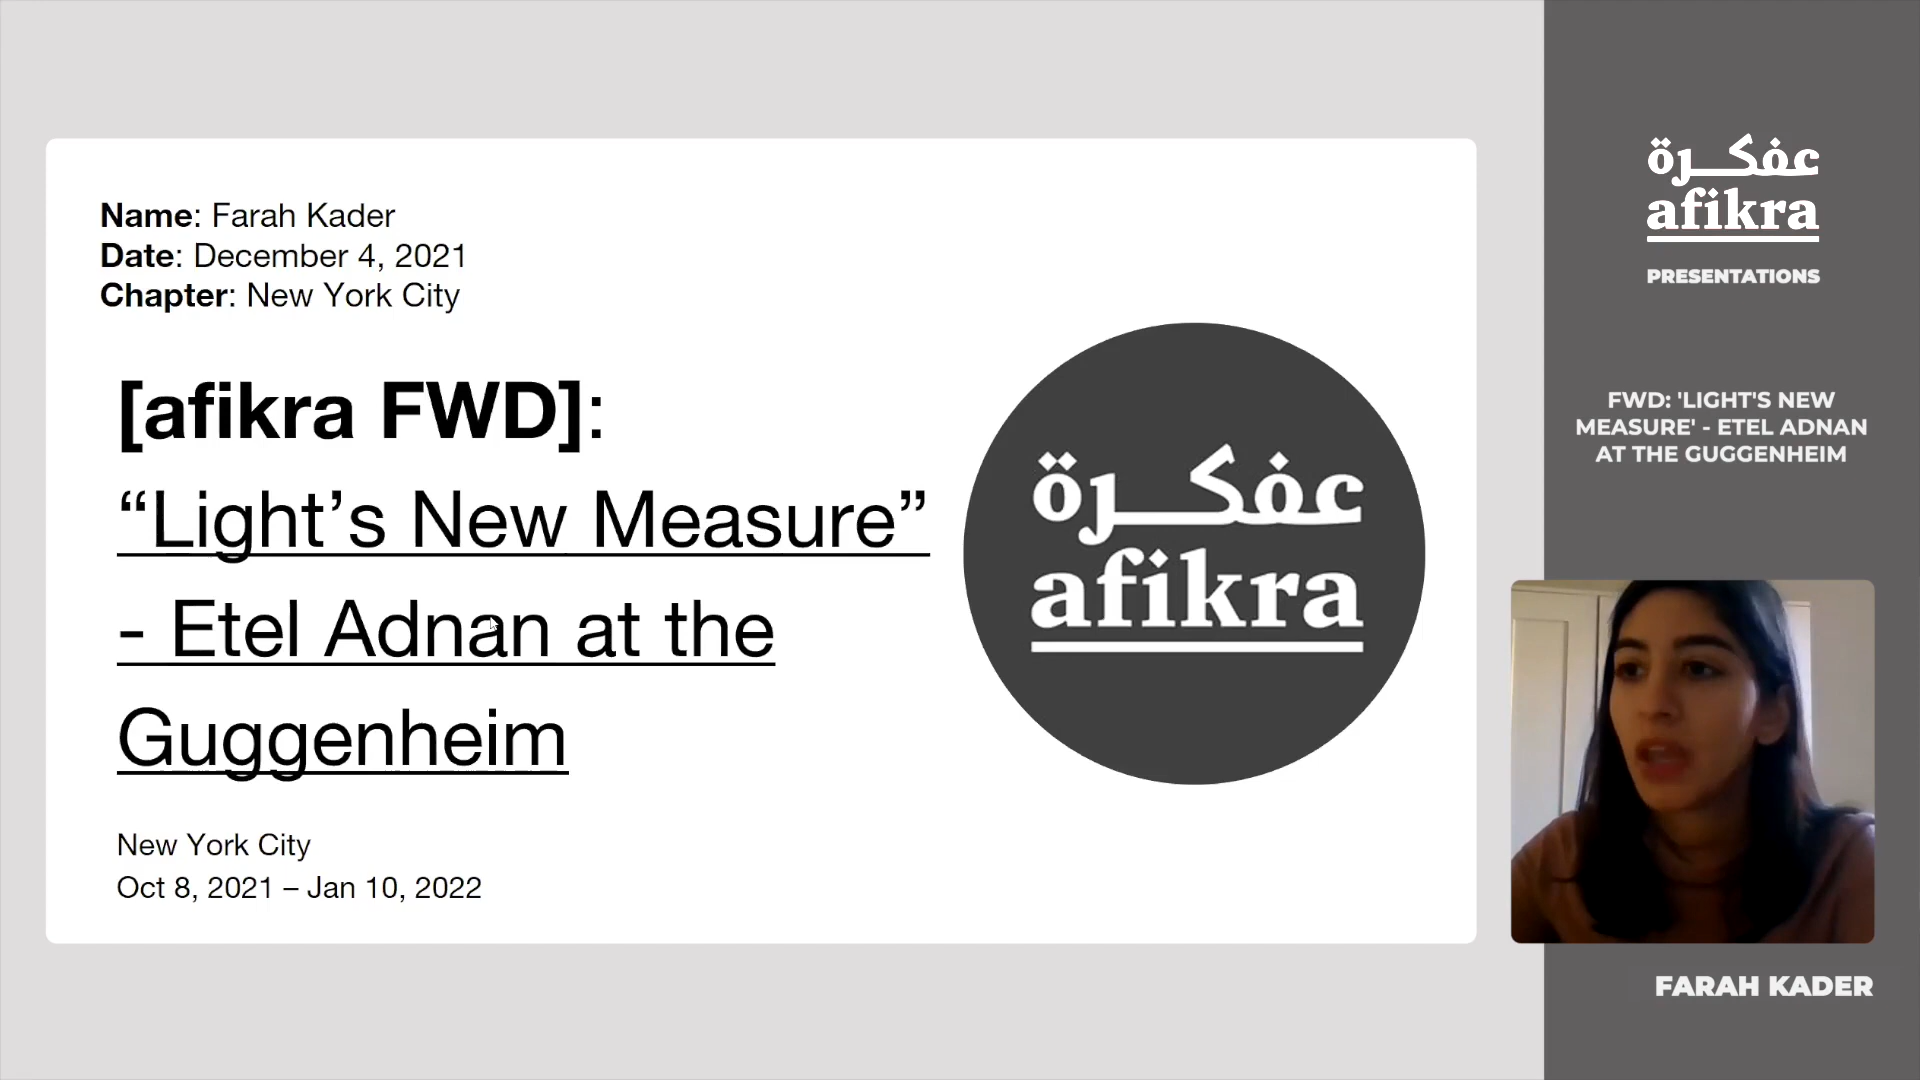 Name: Farah Kader
Date: December 4, 2021
Chapter: New York City
[afikra FWD]:
“Light’s New Measure”
- Etel Adnan at the
Guggenheim
New York City
Oct 8, 2021 – Jan 10, 2022
عفكرة
afikra
عفكرة
afikra
PRESENTATIONS
FWD: 'LIGHT'S NEW
MEASURE' - ETEL ADNAN
AT THE GUGGENHEIM
FARAH KADER